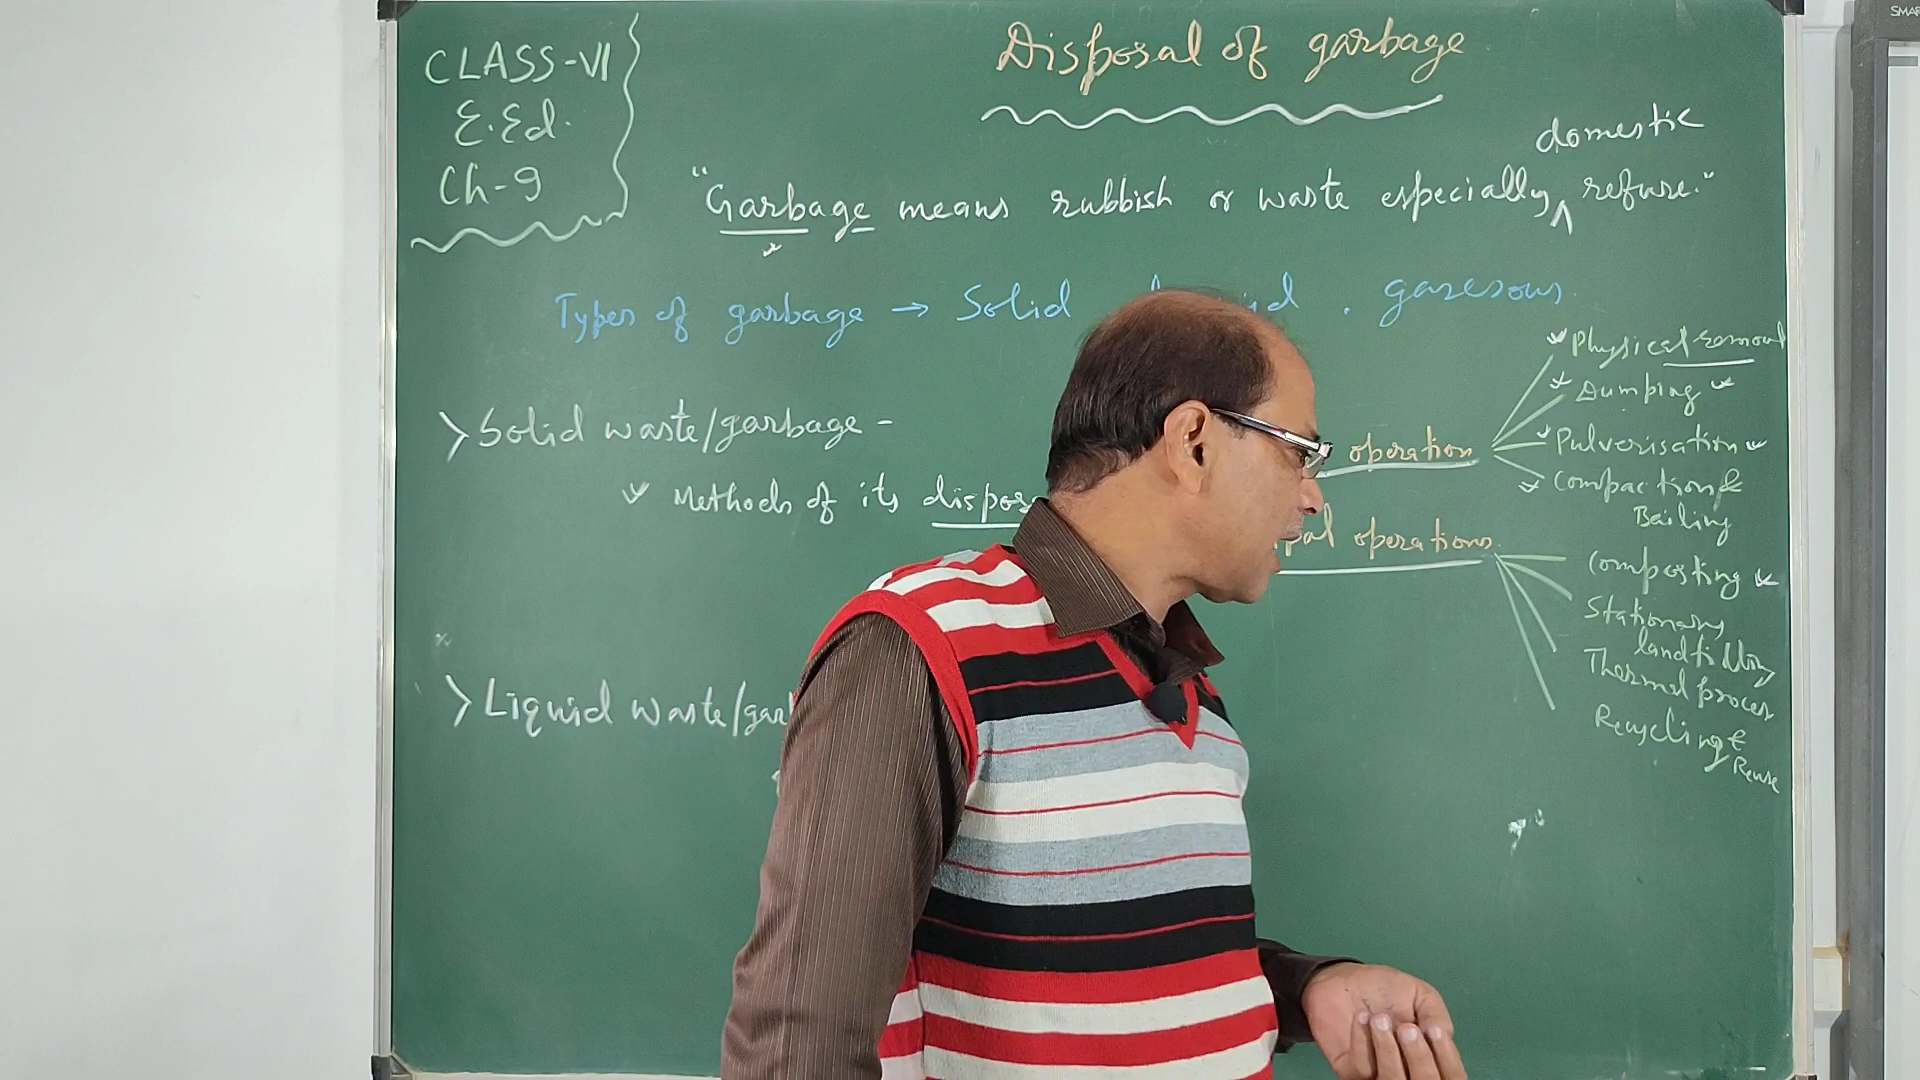 CLASS-VI
E.Ed.
Ch-9
Disposal of garbage
domestic
"Garbage means rubbish or waste especially ^ refuse."
Types of garbage → Solid . gasesous
> Solid waste/garbage -
Methods of its
operation
Physical removal
Dumping
Pulverisation
Compaction &
Bailing
operations
Composting
Stationary
landfilling
Thermal process
Recycling &
Reuse
> Liquid waste/
SMAR